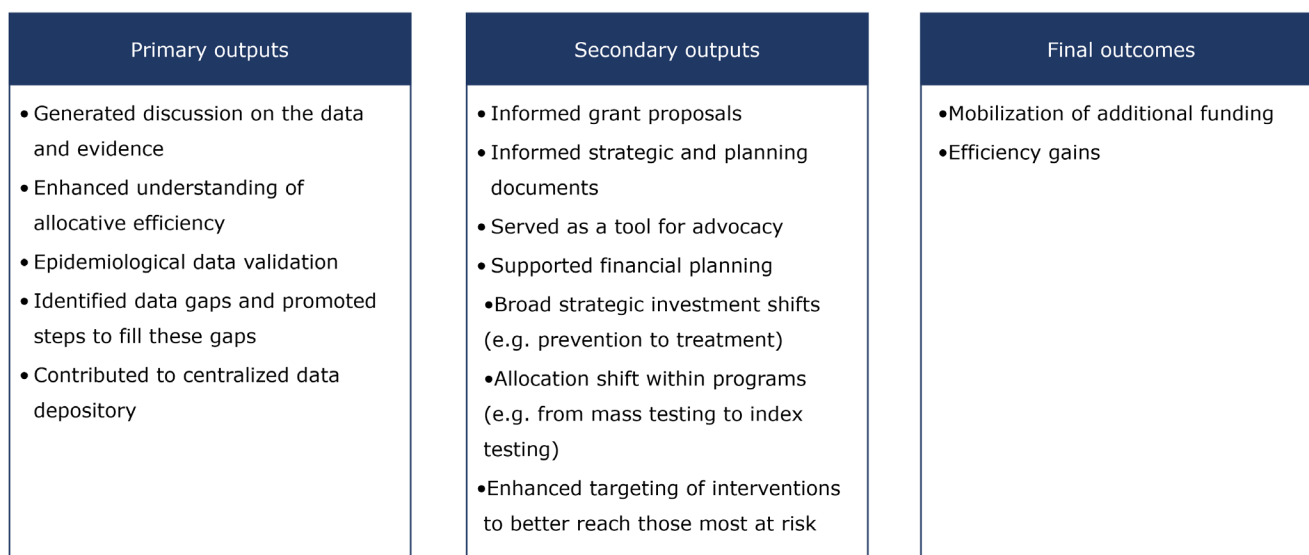 Primary outputs
• Generated discussion on the data
and evidence
• Enhanced understanding of
allocative efficiency
• Epidemiological data validation
• Identified data gaps and promoted
steps to fill these gaps
• Contributed to centralized data
depository
Secondary outputs
• Informed grant proposals
• Informed strategic and planning
documents
• Served as a tool for advocacy
• Supported financial planning
•Broad strategic investment shifts
(e.g. prevention to treatment)
•Allocation shift within programs
(e.g. from mass testing to index
testing)
•Enhanced targeting of interventions
to better reach those most at risk
Final outcomes
•Mobilization of additional funding
•Efficiency gains